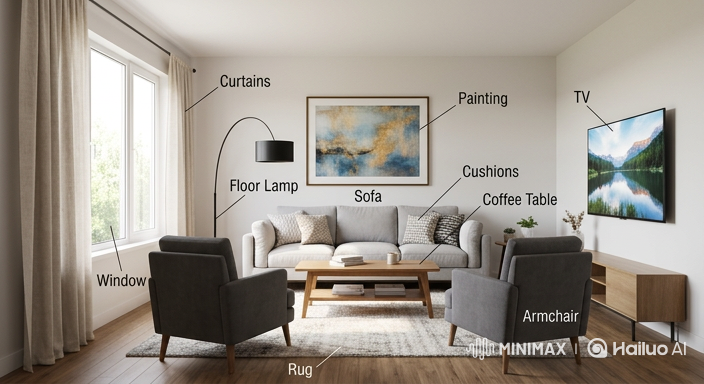 Curtains
Painting
TV
Cushions
Floor Lamp
Sofa
Coffee Table
Window
Armchair
Rug
MINIMAX
Hailuo AI